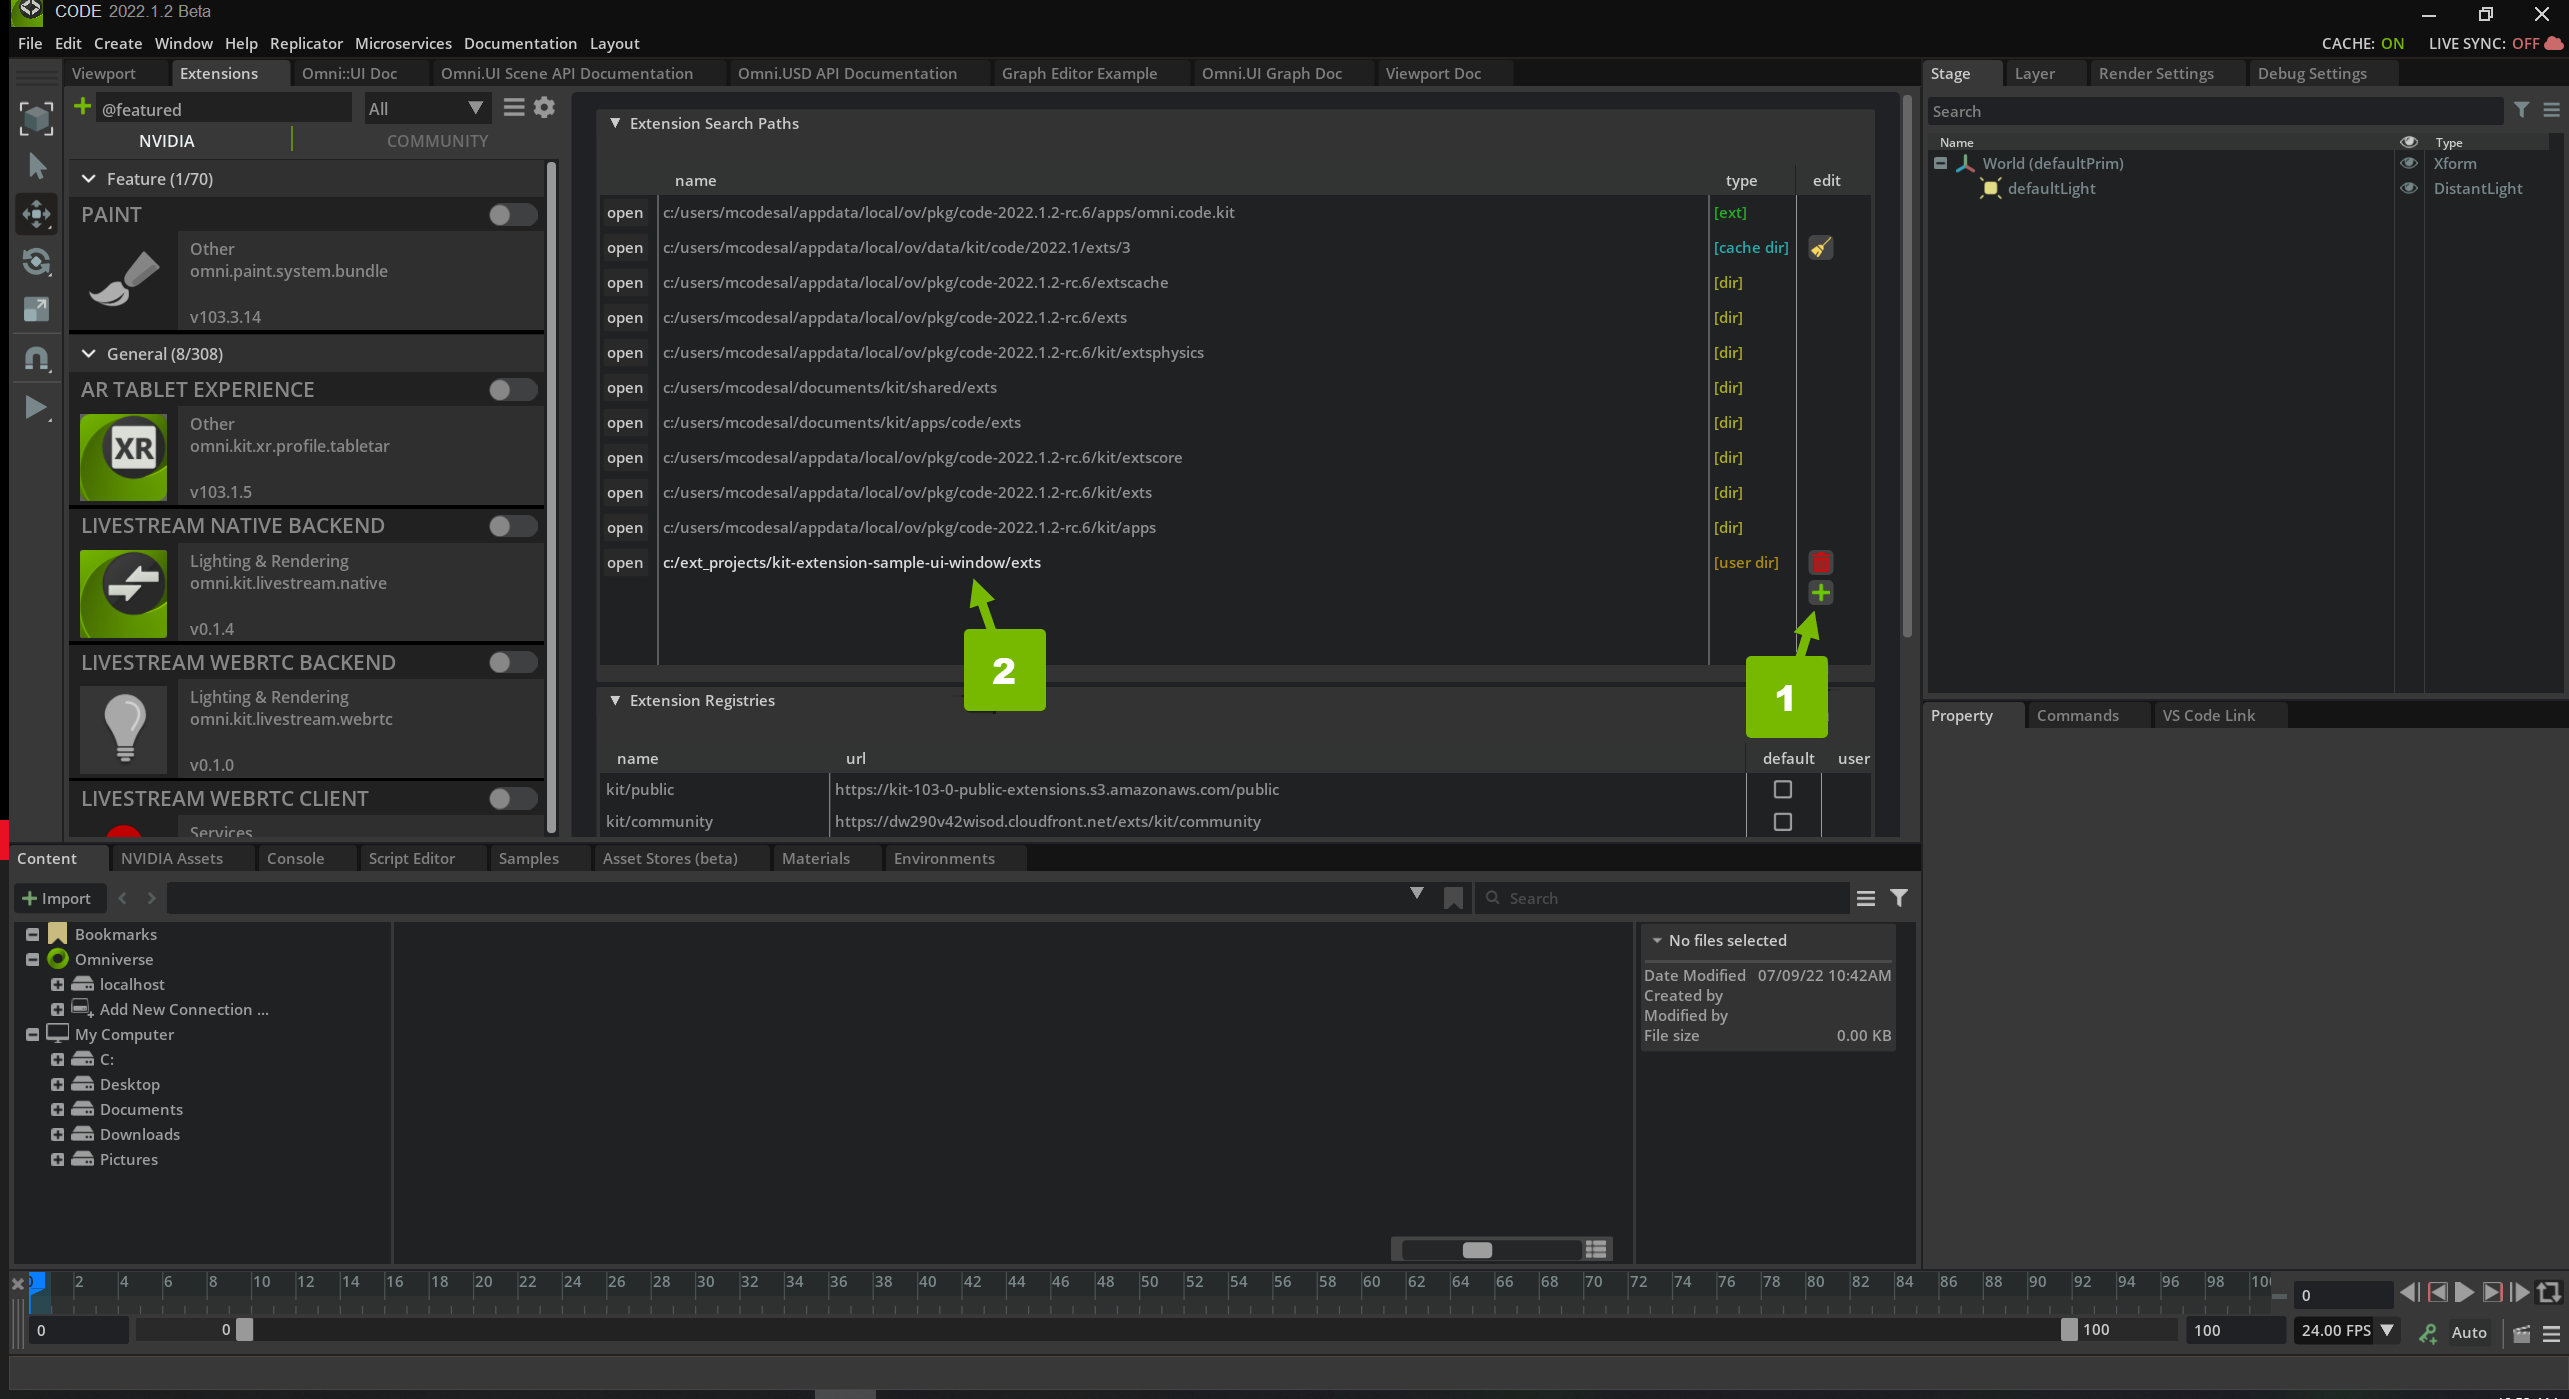 CODE 2022.1.2 Beta
File Edit Create Window Help Replicator Microservices Documentation Layout
CACHE: ON LIVE SYNC: OFF
Viewport Extensions Omni::UI Doc Omni.UI Scene API Documentation Omni.USD API Documentation Graph Editor Example Omni.UI Graph Doc Viewport Doc
@featured All
NVIDIA COMMUNITY
Feature (1/70)
PAINT
Other
omni.paint.system.bundle
v103.3.14
General (8/308)
AR TABLET EXPERIENCE
XR
Other
omni.kit.xr.profile.tabletar
v103.1.5
LIVESTREAM NATIVE BACKEND
Lighting & Rendering
omni.kit.livestream.native
v0.1.4
LIVESTREAM WEBRTC BACKEND
Lighting & Rendering
omni.kit.livestream.webrtc
v0.1.0
LIVESTREAM WEBRTC CLIENT
Services
Extension Search Paths
name type edit
open c:/users/mcodesal/appdata/local/ov/pkg/code-2022.1.2-rc.6/apps/omni.code.kit [ext]
open c:/users/mcodesal/appdata/local/ov/data/kit/code/2022.1/exts/3 [cache dir]
open c:/users/mcodesal/appdata/local/ov/pkg/code-2022.1.2-rc.6/extscache [dir]
open c:/users/mcodesal/appdata/local/ov/pkg/code-2022.1.2-rc.6/exts [dir]
open c:/users/mcodesal/appdata/local/ov/pkg/code-2022.1.2-rc.6/kit/extsphysics [dir]
open c:/users/mcodesal/documents/kit/shared/exts [dir]
open c:/users/mcodesal/documents/kit/apps/code/exts [dir]
open c:/users/mcodesal/appdata/local/ov/pkg/code-2022.1.2-rc.6/kit/extscore [dir]
open c:/users/mcodesal/appdata/local/ov/pkg/code-2022.1.2-rc.6/kit/exts [dir]
open c:/users/mcodesal/appdata/local/ov/pkg/code-2022.1.2-rc.6/kit/apps [dir]
open c:/ext_projects/kit-extension-sample-ui-window/exts [user dir]
2
1
Extension Registries
name url default user
kit/public https://kit-103-0-public-extensions.s3.amazonaws.com/public
kit/community https://dw290v42wisod.cloudfront.net/exts/kit/community
Stage Layer Render Settings Debug Settings
Search
Name Type
World (defaultPrim) Xform
defaultLight DistantLight
Property Commands VS Code Link
Content NVIDIA Assets Console Script Editor Samples Asset Stores (beta) Materials Environments
Import Search
Bookmarks
Omniverse
localhost
Add New Connection ...
My Computer
C:
Desktop
Documents
Downloads
Pictures
No files selected
Date Modified 07/09/22 10:42AM
Created by
Modified by
File size 0.00 KB
0 2 4 6 8 10 12 14 16 18 20 22 24 26 28 30 32 34 36 38 40 42 44 46 48 50 52 54 56 58 60 62 64 66 68 70 72 74 76 78 80 82 84 86 88 90 92 94 96 98 100
0
0 0 100 100 24.00 FPS Auto